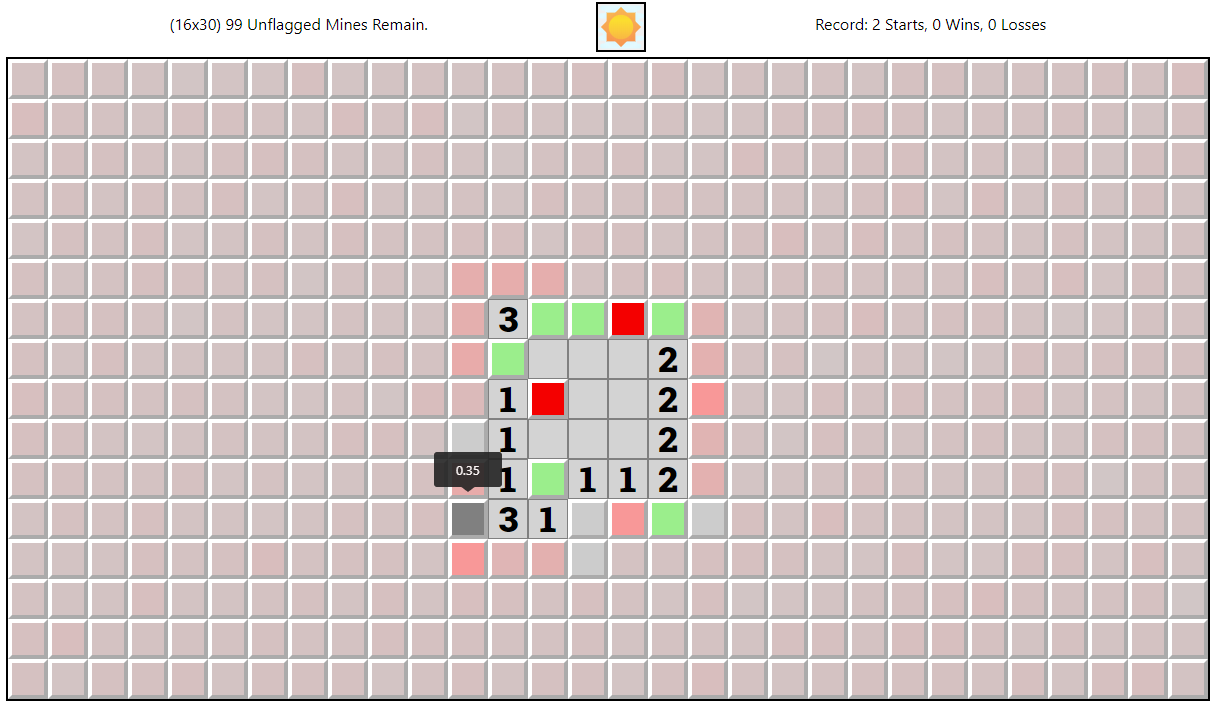 (16x30) 99 Unflagged Mines Remain.
Record: 2 Starts, 0 Wins, 0 Losses
3
2
1 2
1 2
0.35
1 1 1 2
3 1